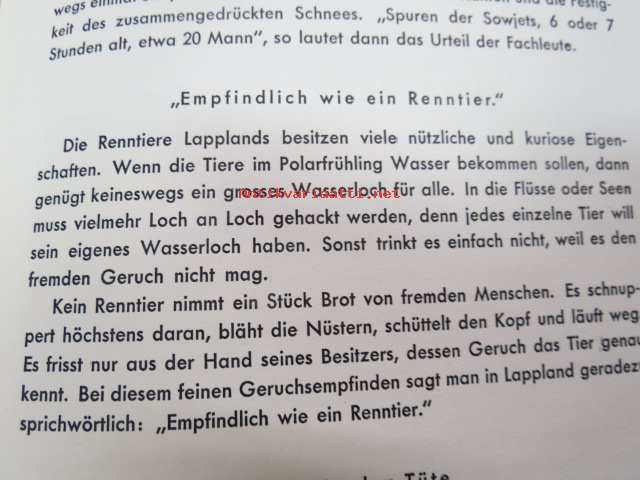 wegs einmal
keit des zusammengedrückten Schnees. „Spuren der Sowjets, 6 oder 7
Stunden alt, etwa 20 Mann“, so lautet dann das Urteil der Fachleute.
„Empfindlich wie ein Renntier.“
Die Renntiere Lapplands besitzen viele nützliche und kuriose Eigen-
schaften. Wenn die Tiere im Polarfrühling Wasser bekommen sollen, dann
genügt keineswegs ein grosses Wasserloch für alle. In die Flüsse oder Seen
muss vielmehr Loch an Loch gehackt werden, denn jedes einzelne Tier will
sein eigenes Wasserloch haben. Sonst trinkt es einfach nicht, weil es den
fremden Geruch nicht mag.
Kein Renntier nimmt ein Stück Brot von fremden Menschen. Es schnup-
pert höchstens daran, bläht die Nüstern, schüttelt den Kopf und läuft weg.
Es frisst nur aus der Hand seines Besitzers, dessen Geruch das Tier genau
kennt. Bei diesem feinen Geruchsempfinden sagt man in Lappland geradezu
sprichwörtlich: „Empfindlich wie ein Renntier.“
Tüte